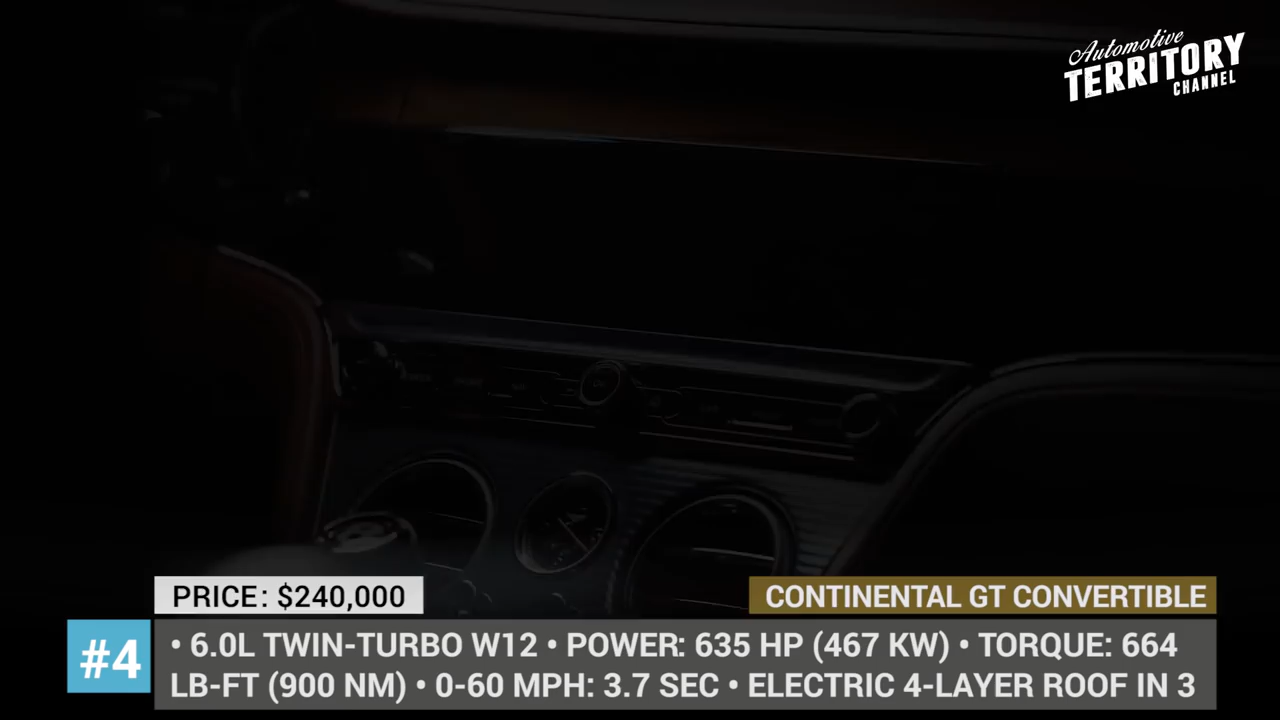 Automotive
TERRITORY
CHANNEL
PRICE: $240,000
CONTINENTAL GT CONVERTIBLE
#4
• 6.0L TWIN-TURBO W12 • POWER: 635 HP (467 KW) • TORQUE: 664
LB-FT (900 NM) • 0-60 MPH: 3.7 SEC • ELECTRIC 4-LAYER ROOF IN 3